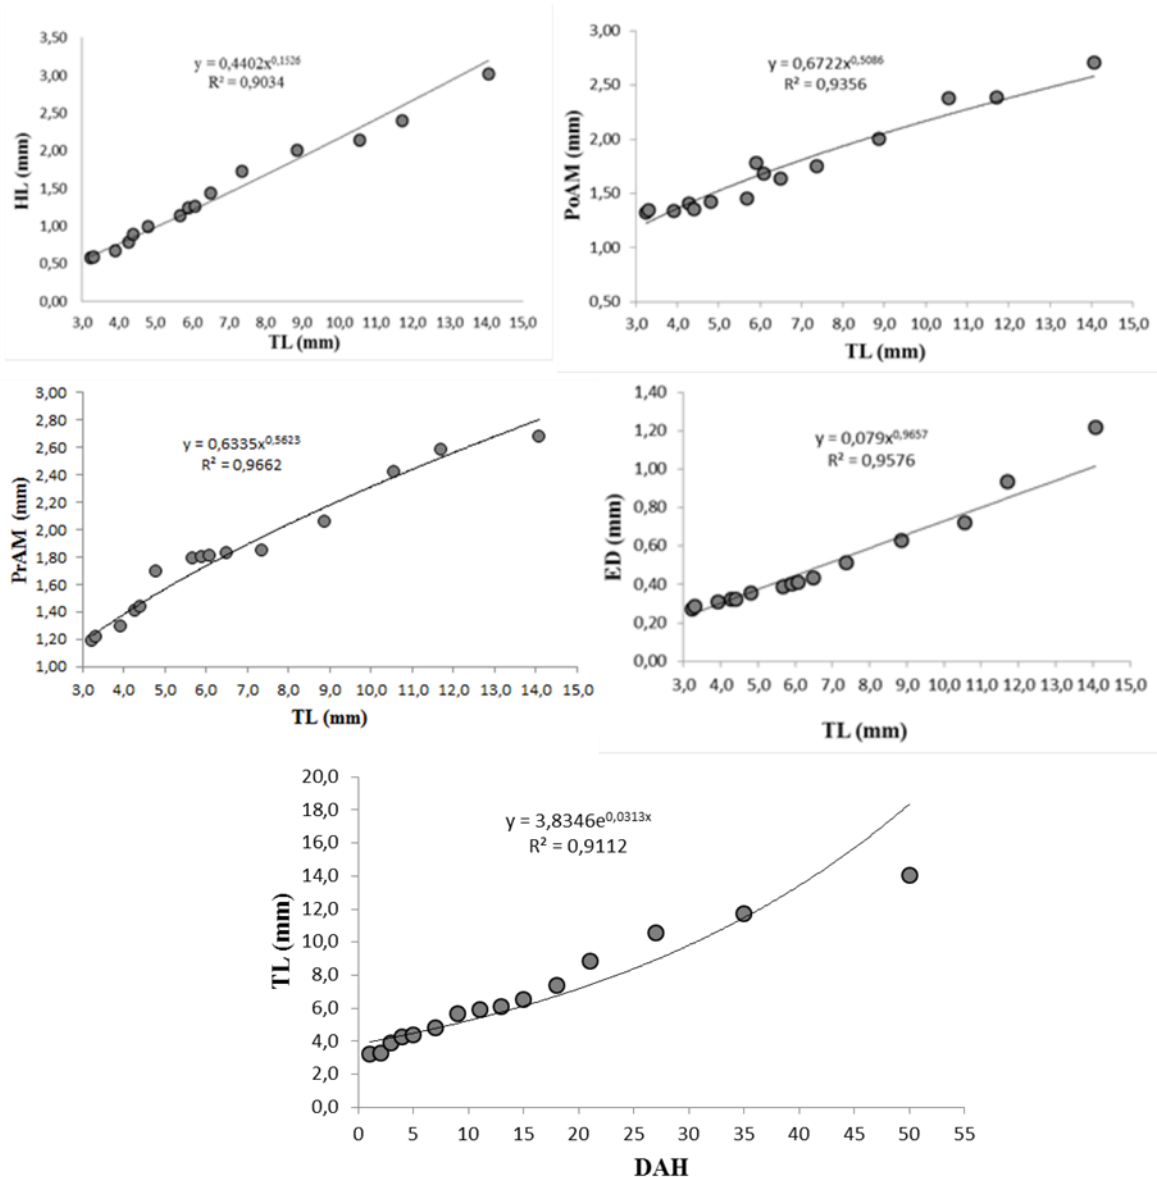 3,50
3,00
2,50
2,00
1,50
1,00
0,50
0,00
HL (mm)
y = 0,4402x^0,1526
R² = 0,9034
3,0 4,0 5,0 6,0 7,0 8,0 9,0 10,0 11,0 12,0 13,0 14,0 15,0
TL (mm)
3,00
2,50
2,00
1,50
1,00
0,50
PoAM (mm)
y = 0,6722x^0,5086
R² = 0,9356
3,0 4,0 5,0 6,0 7,0 8,0 9,0 10,0 11,0 12,0 13,0 14,0 15,0
TL (mm)
3,00
2,80
2,60
2,40
2,20
2,00
1,80
1,60
1,40
1,20
1,00
PrAM (mm)
y = 0,6335x^0,5623
R² = 0,9662
3,0 4,0 5,0 6,0 7,0 8,0 9,0 10,0 11,0 12,0 13,0 14,0 15,0
TL (mm)
1,40
1,20
1,00
0,80
0,60
0,40
0,20
0,00
ED (mm)
y = 0,079x^0,9657
R² = 0,9576
3,0 4,0 5,0 6,0 7,0 8,0 9,0 10,0 11,0 12,0 13,0 14,0 15,0
TL (mm)
20,0
18,0
16,0
14,0
12,0
10,0
8,0
6,0
4,0
2,0
0,0
TL (mm)
y = 3,8346e^0,0313x
R² = 0,9112
0 5 10 15 20 25 30 35 40 45 50 55
DAH